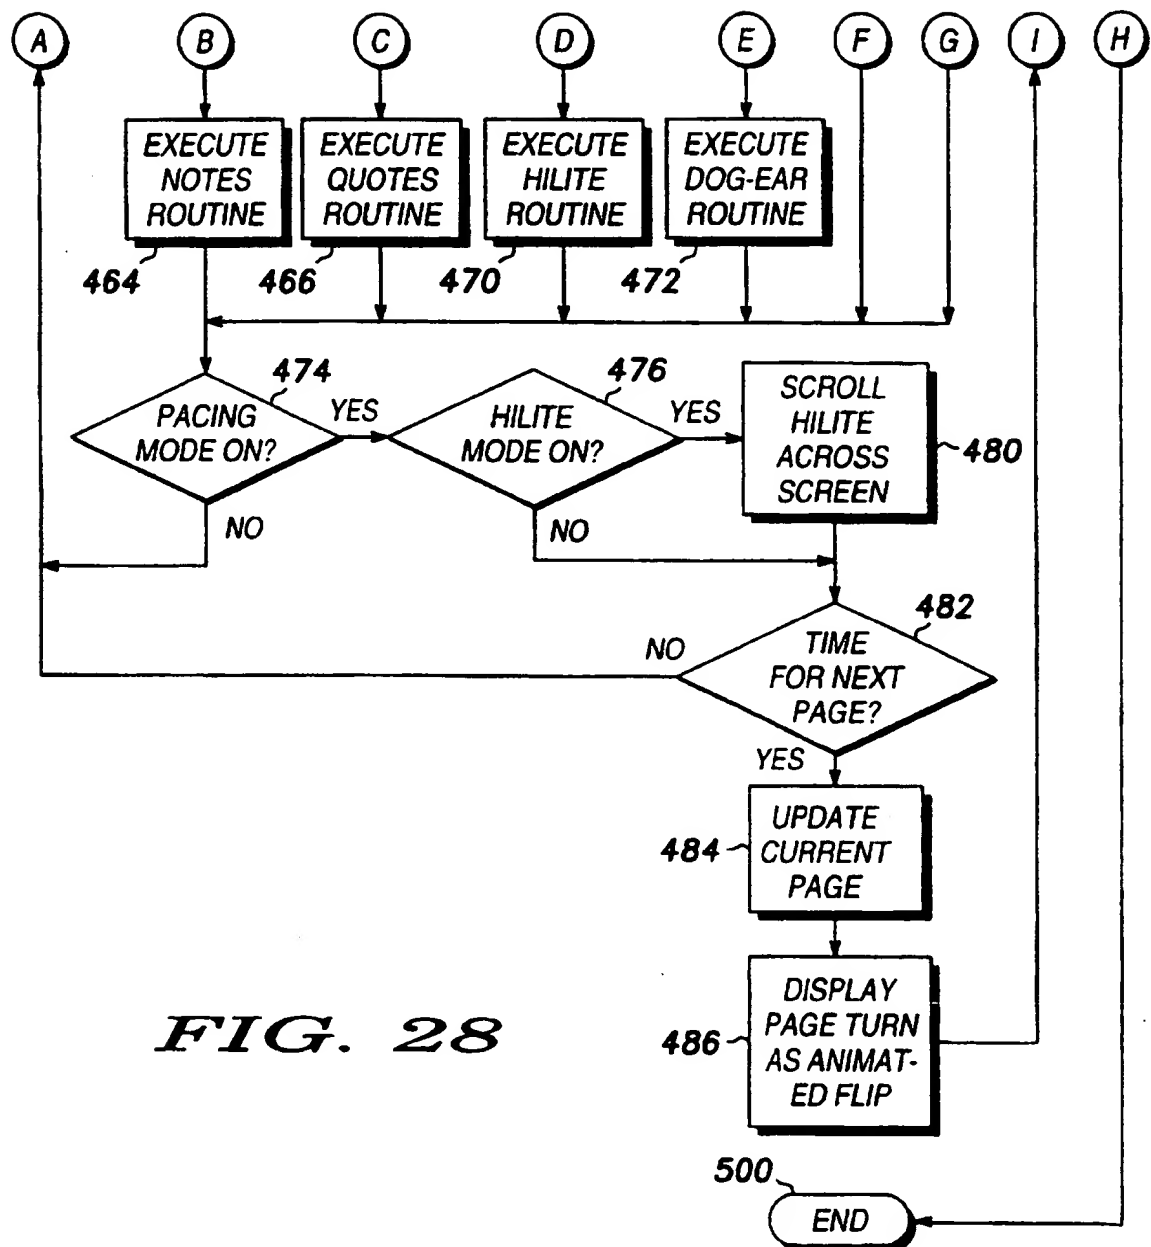 A B C D E F G I H
EXECUTE
NOTES
ROUTINE
464
EXECUTE
QUOTES
ROUTINE
466
EXECUTE
HILITE
ROUTINE
470
EXECUTE
DOG-EAR
ROUTINE
472
PACING
MODE ON?
474
YES
NO
HILITE
MODE ON?
476
YES
NO
SCROLL
HILITE
ACROSS
SCREEN
480
TIME
FOR NEXT
PAGE?
482
NO
YES
UPDATE
CURRENT
PAGE
484
DISPLAY
PAGE TURN
AS ANIMAT-
ED FLIP
486
FIG. 28
500
END